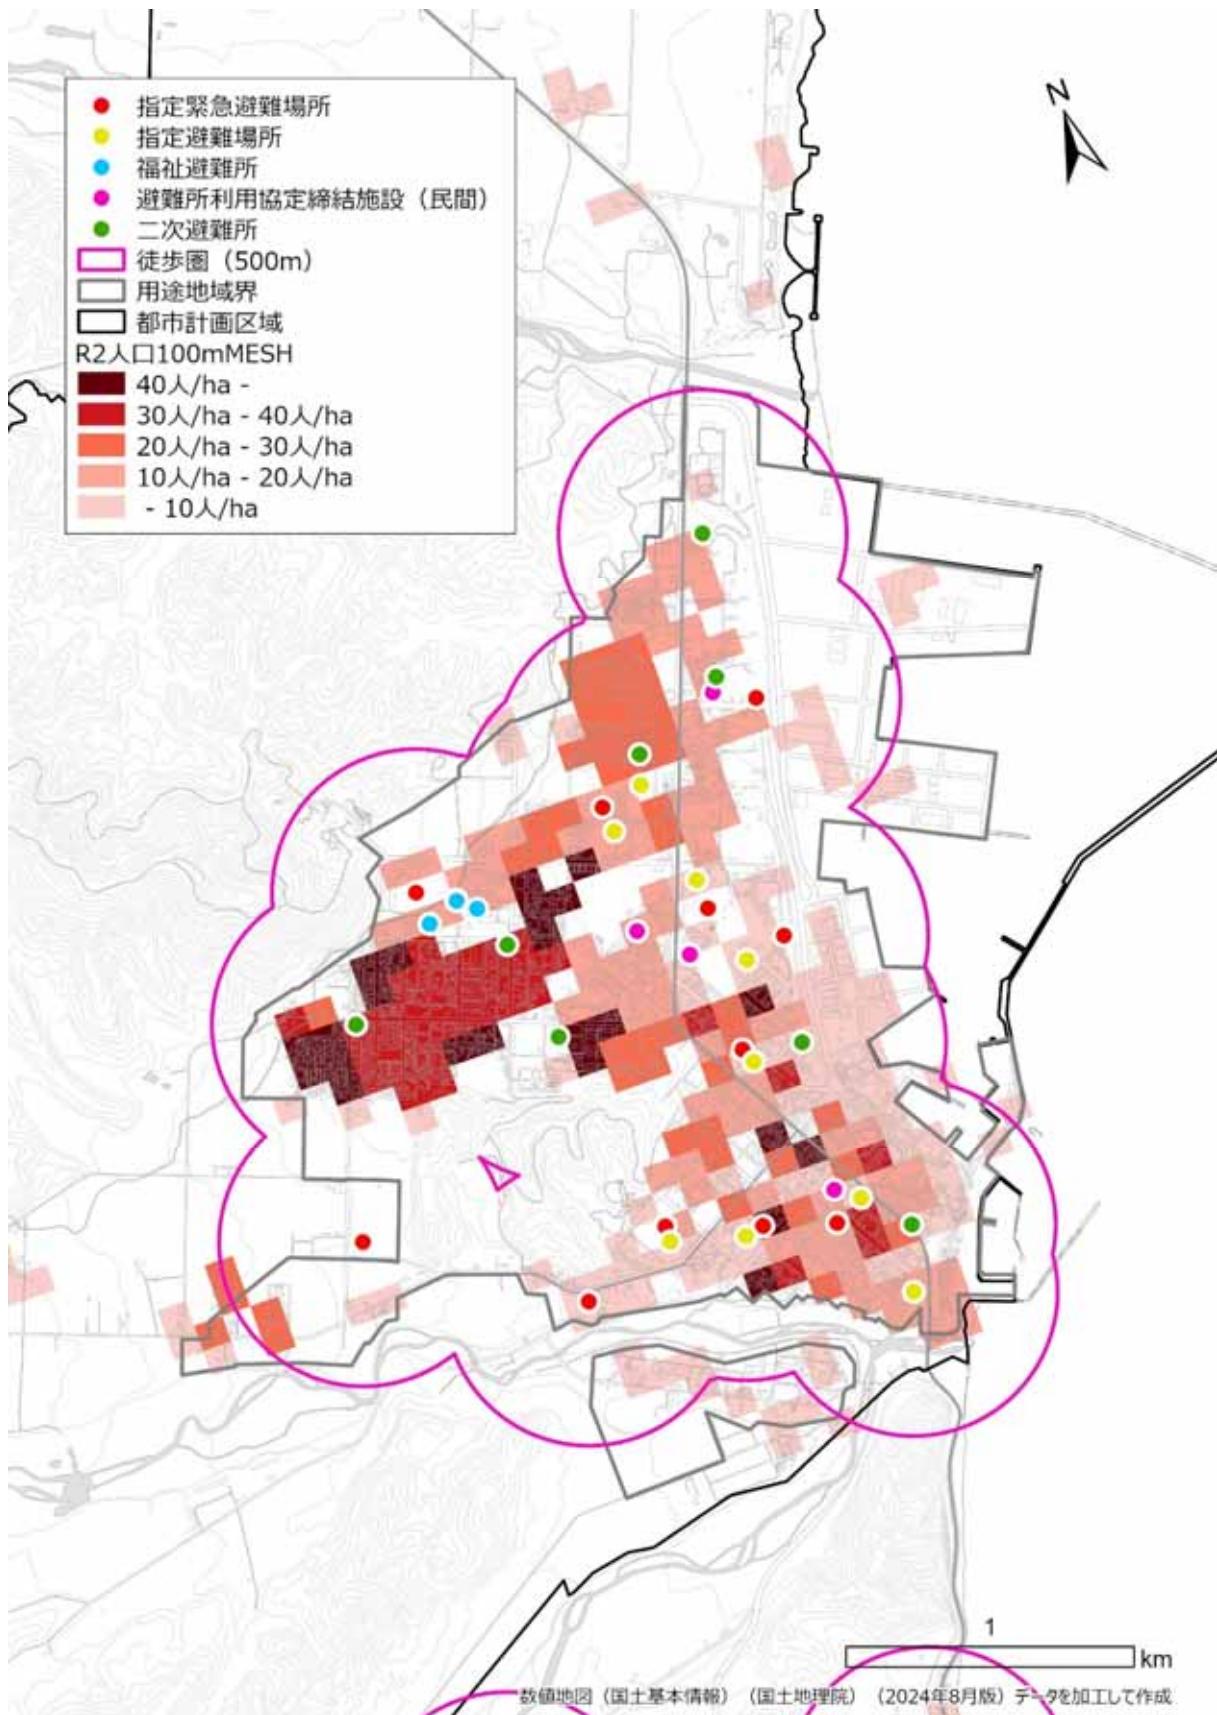 指定緊急避難場所
指定避難場所
福祉避難所
避難所利用協定締結施設（民間）
二次避難所
徒歩圏（500m）
用途地域界
都市計画区域
R2人口100mMESH
40人/ha -
30人/ha - 40人/ha
20人/ha - 30人/ha
10人/ha - 20人/ha
- 10人/ha
N
1
km
数値地図（国土基本情報）（国土地理院）（2024年8月版）データを加工して作成